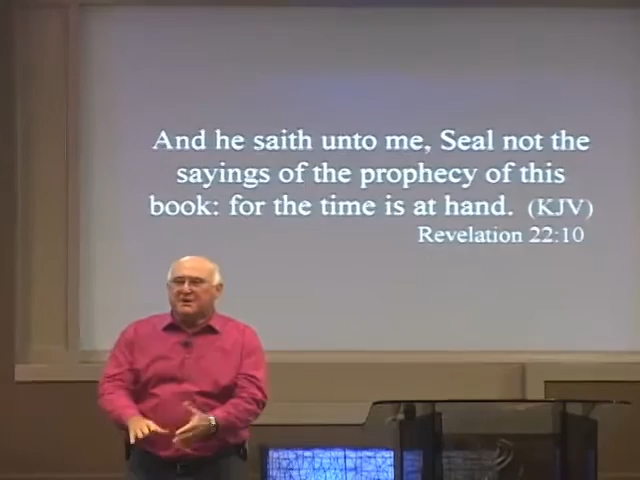 And he saith unto me, Seal not the
sayings of the prophecy of this
book: for the time is at hand. (KJV)
Revelation 22:10